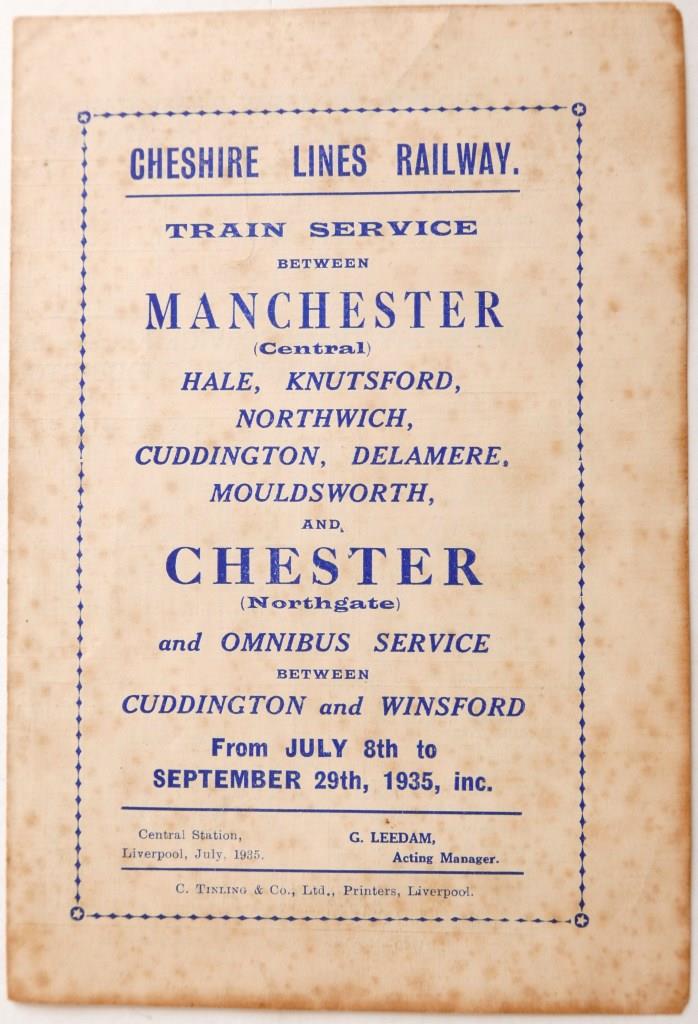 CHESHIRE LINES RAILWAY.
TRAIN SERVICE
BETWEEN
MANCHESTER
(Central)
HALE, KNUTSFORD,
NORTHWICH,
CUDDINGTON, DELAMERE,
MOULDSWORTH,
AND
CHESTER
(Northgate)
and OMNIBUS SERVICE
BETWEEN
CUDDINGTON and WINSFORD
From JULY 8th to
SEPTEMBER 29th, 1935, inc.
Central Station,
Liverpool, July, 1935.
G. LEEDAM,
Acting Manager.
C. TINLING & Co., Ltd., Printers, Liverpool.